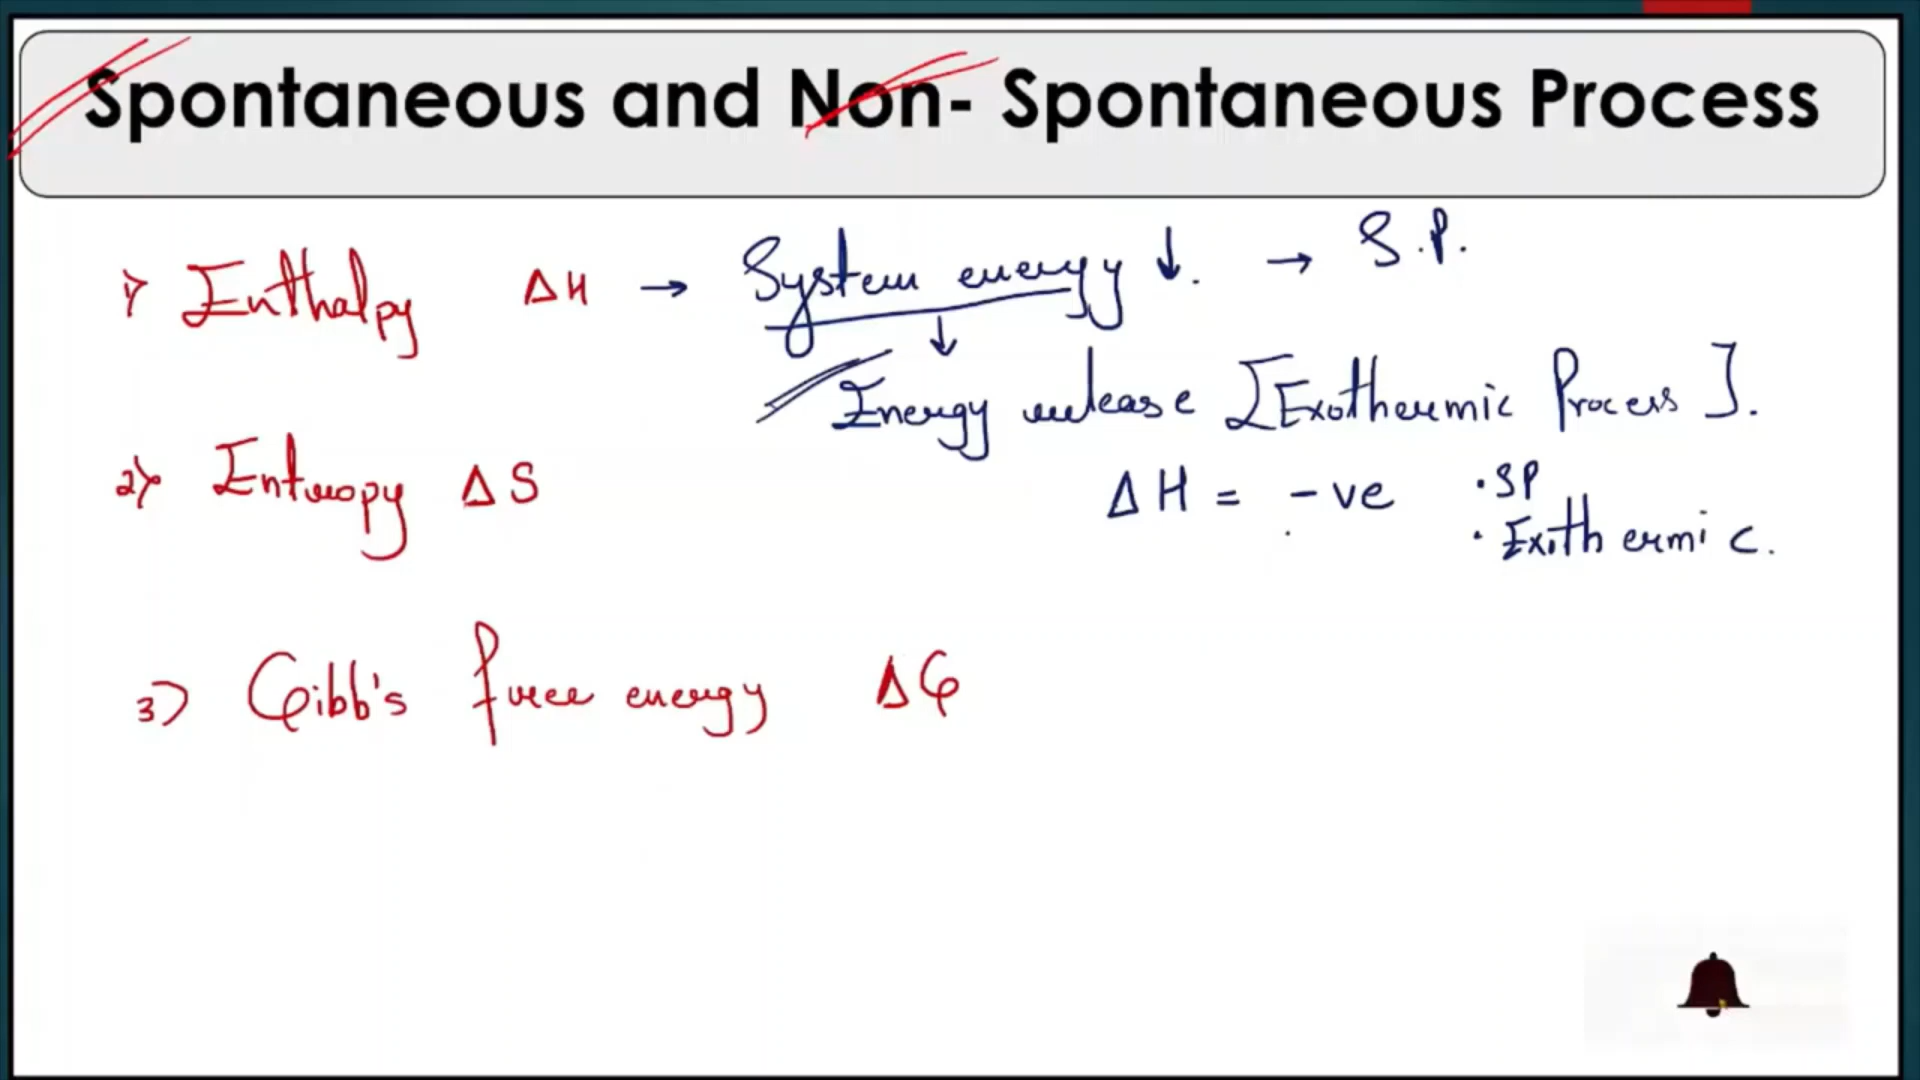 Spontaneous and Non- Spontaneous Process
1) Enthalpy ΔH → System energy ↓. → S.P.
↓
Energy release [Exothermic Process].
2) Entropy ΔS
ΔH = -ve · SP
· Exithermic.
3) Gibb's free energy ΔG